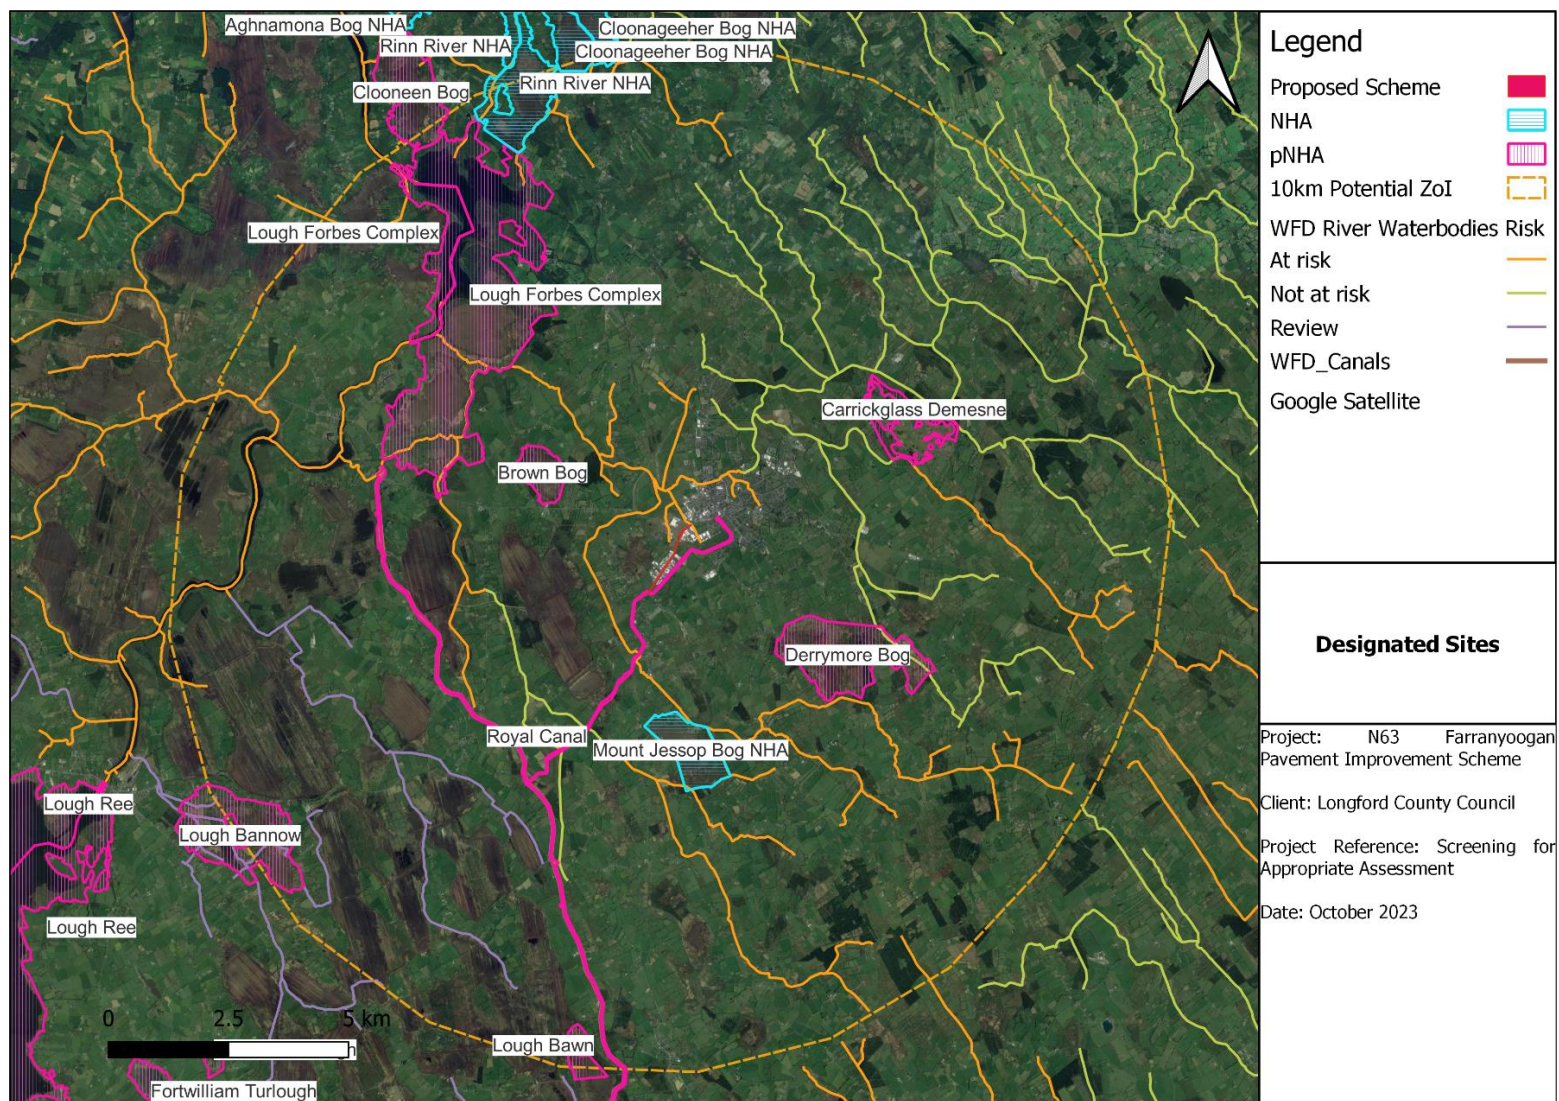 Aghnamona Bog NHA
Cloonageeher Bog NHA
Rinn River NHA
Cloonageeher Bog NHA
Rinn River NHA
Clooneen Bog
Lough Forbes Complex
Lough Forbes Complex
Carrickglass Demesne
Brown Bog
Derrymore Bog
Royal Canal
Mount Jessop Bog NHA
Lough Ree
Lough Bannow
Lough Ree
0 2.5 5 km
Lough Bawn
Fortwilliam Turlough
Legend
Proposed Scheme
NHA
pNHA
10km Potential ZoI
WFD River Waterbodies Risk
At risk
Not at risk
Review
WFD_Canals
Google Satellite
Designated Sites
Project: N63 Farranyoogan
Pavement Improvement Scheme
Client: Longford County Council
Project Reference: Screening for
Appropriate Assessment
Date: October 2023